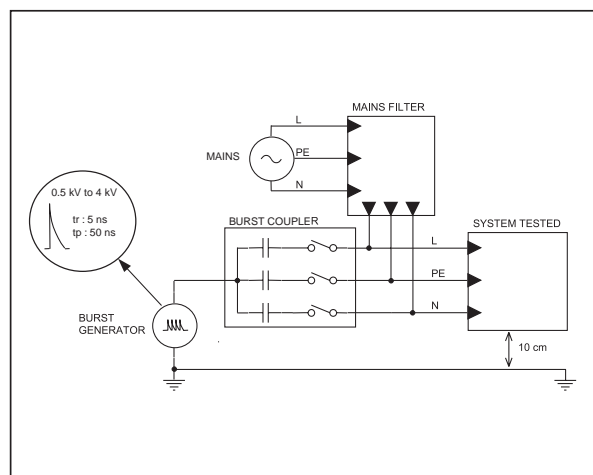 MAINS FILTER
L
MAINS
PE
N
0.5 kV to 4 kV
tr : 5 ns
tp : 50 ns
BURST COUPLER
SYSTEM TESTED
L
PE
N
BURST
GENERATOR
10 cm